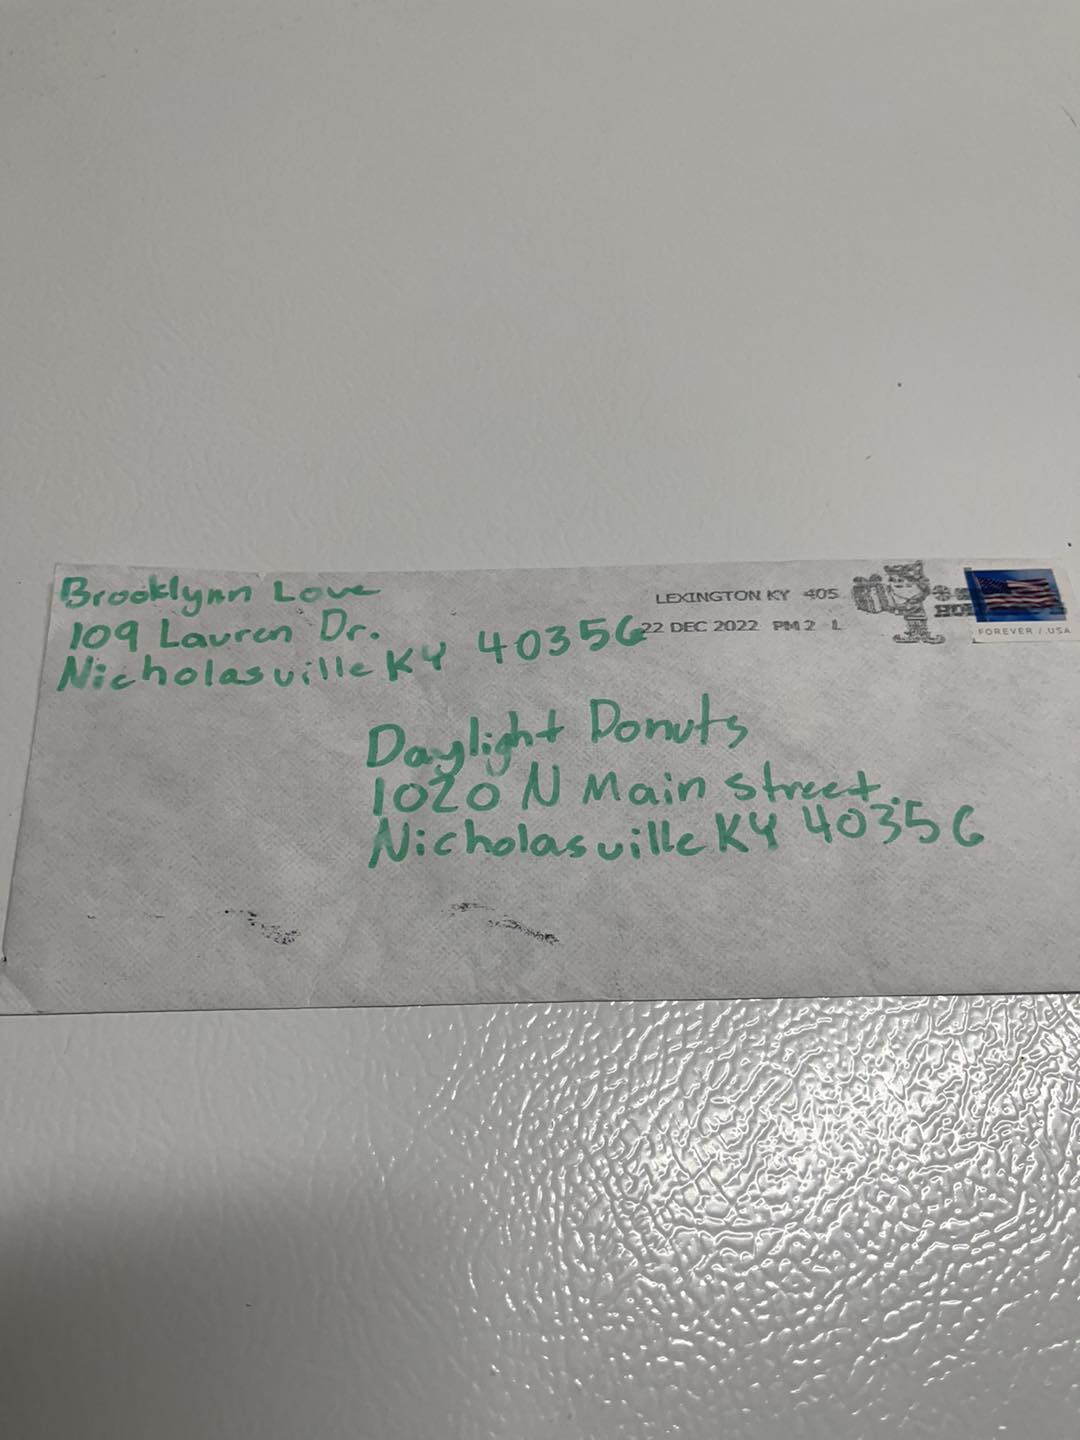 Brooklynn Love
109 Lauren Dr.
Nicholasville KY 40356
LEXINGTON KY 405
22 DEC 2022 PM 2 L
FOREVER / USA
Daylight Donuts
1020 N Main Street.
Nicholasville KY 40356